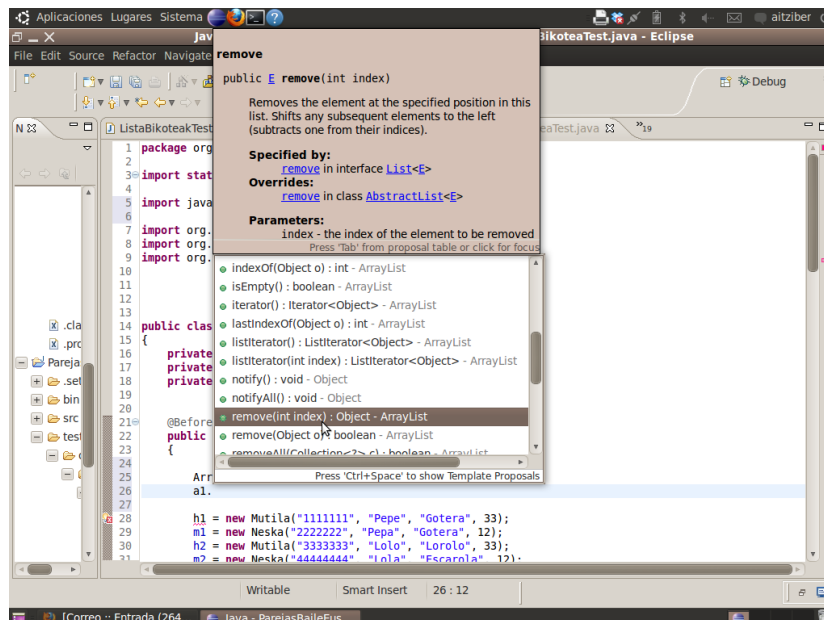 Aplicaciones Lugares Sistema
aitziber
Jav
BikoteaTest.java - Eclipse
File Edit Source Refactor Navigate
Debug
N
ListaBikoteakTest
eaTest.java
»19
remove
public E remove(int index)
Removes the element at the specified position in this
list. Shifts any subsequent elements to the left
(subtracts one from their indices).
Specified by:
remove in interface List<E>
Overrides:
remove in class AbstractList<E>
Parameters:
index - the index of the element to be removed
Press 'Tab' from proposal table or click for focus
indexOf(Object o) : int - ArrayList
isEmpty() : boolean - ArrayList
iterator() : Iterator<Object> - ArrayList
lastIndexOf(Object o) : int - ArrayList
listIterator() : ListIterator<Object> - ArrayList
listIterator(int index) : ListIterator<Object> - ArrayList
notify() : void - Object
notifyAll() : void - Object
remove(int index) : Object - ArrayList
remove(Object o) : boolean - ArrayList
removeAll(Collection<?> c) : boolean - ArrayList
Press 'Ctrl+Space' to show Template Proposals
.cla
.pro
Pareja
.set
bin
src
test
1 package org
2
3 import stat
4
5 import java
6
7 import org.
8 import org.
9 import org.
10
11
12
13
14 public clas
15 {
16 private
17 private
18 private
19
20
21 @Before
22 public
23 {
24
25 Arr
26 a1.
27
28 h1 = new Mutila("1111111", "Pepe", "Gotera", 33);
29 m1 = new Neska("2222222", "Pepa", "Gotera", 12);
30 h2 = new Mutila("3333333", "Lolo", "Lorolo", 33);
31 m2 = new Neska("44444444", "Lola", "Escarola", 12);
Writable Smart Insert 26 : 12
[Correo :: Entrada (264
Java - ParejasBaileEus